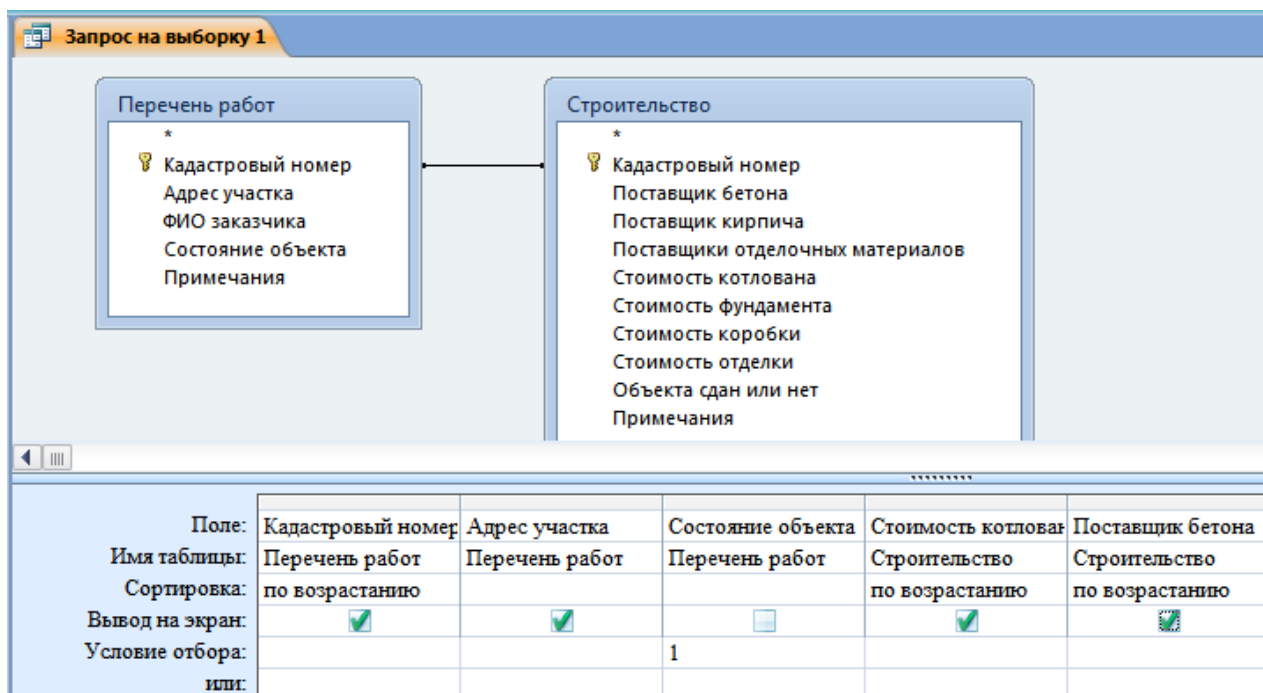 Запрос на выборку 1
Перечень работ
*
Кадастровый номер
Адрес участка
ФИО заказчика
Состояние объекта
Примечания
Строительство
*
Кадастровый номер
Поставщик бетона
Поставщик кирпича
Поставщики отделочных материалов
Стоимость котлована
Стоимость фундамента
Стоимость коробки
Стоимость отделки
Объекта сдан или нет
Примечания
Поле: Кадастровый номер Адрес участка Состояние объекта Стоимость котлован Поставщик бетона
Имя таблицы: Перечень работ Перечень работ Перечень работ Строительство Строительство
Сортировка: по возрастанию по возрастанию по возрастанию
Вывод на экран:
Условие отбора: 1
или: